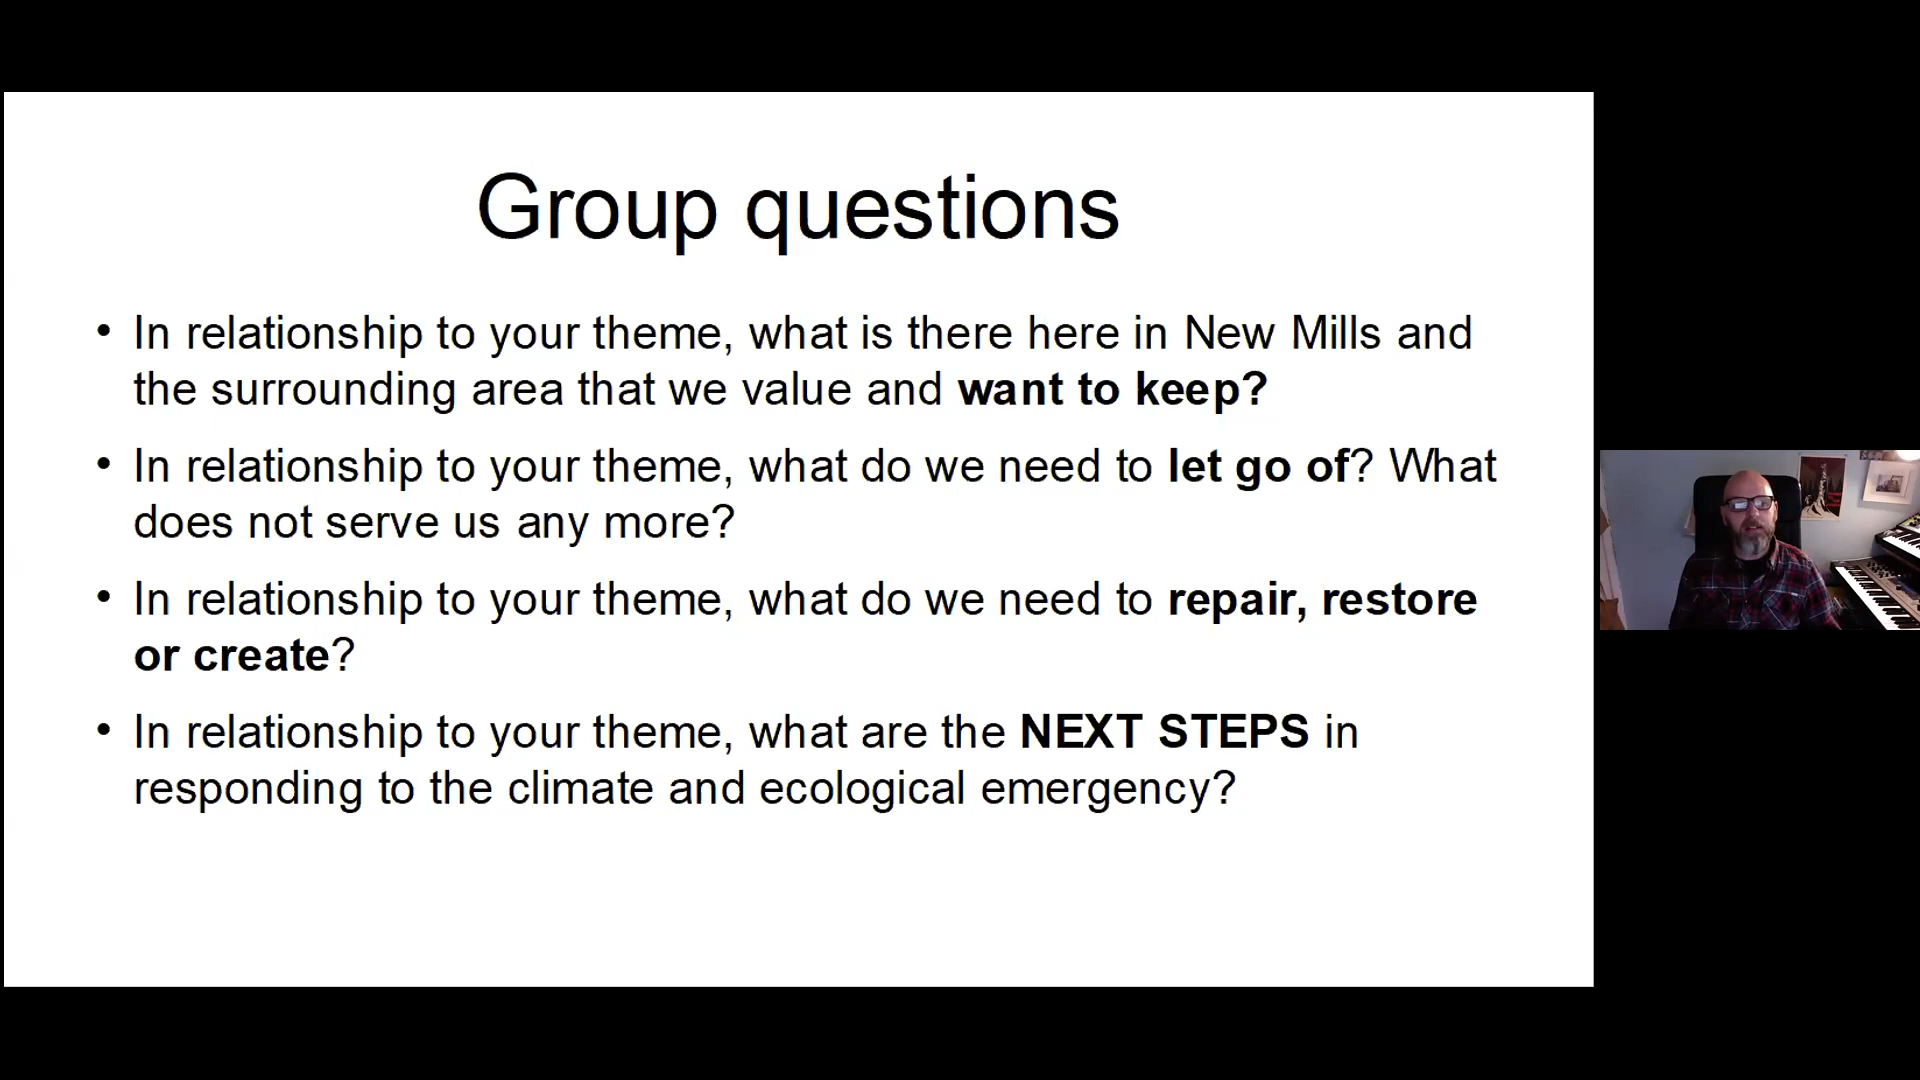 Group questions
• In relationship to your theme, what is there here in New Mills and
the surrounding area that we value and want to keep?
• In relationship to your theme, what do we need to let go of? What
does not serve us any more?
• In relationship to your theme, what do we need to repair, restore
or create?
• In relationship to your theme, what are the NEXT STEPS in
responding to the climate and ecological emergency?